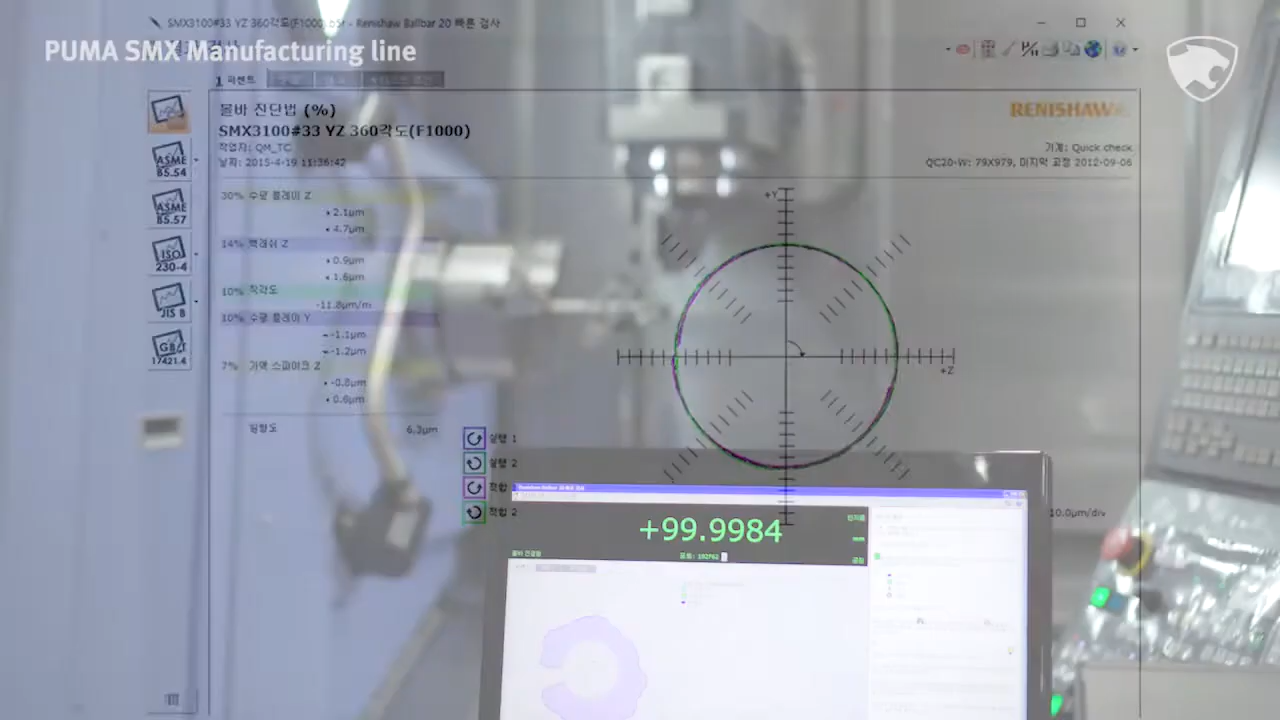 SMX3100#33 YZ 360각도(F1000).b5r - Renishaw Ballbar 20 빠른 검사
PUMA SMX Manufacturing line
1 퍼센트
볼바 진단법 (%)
SMX3100#33 YZ 360각도(F1000)
작업자: QM_TC
날짜: 2015-4-19 11:36:42
RENISHAW
기계: Quick check
QC20-W: 79X979, 마지막 교정 2012-09-06
ASME
B5.54
ASME
B5.57
ISO
230-4
JIS B
GB/T
17421.4
30% 수평 플레이 Z
2.1μm
4.7μm
14% 백래쉬 Z
0.9μm
1.6μm
10% 직각도
-11.8μm/m
10% 수평 플레이 Y
-1.1μm
-1.2μm
7% 가역 스파이크 Z
-0.8μm
0.6μm
원형도
6.3μm
+Y
+Z
실행 1
실행 2
적합
적합 2
10.0μm/div
+99.9984
mm